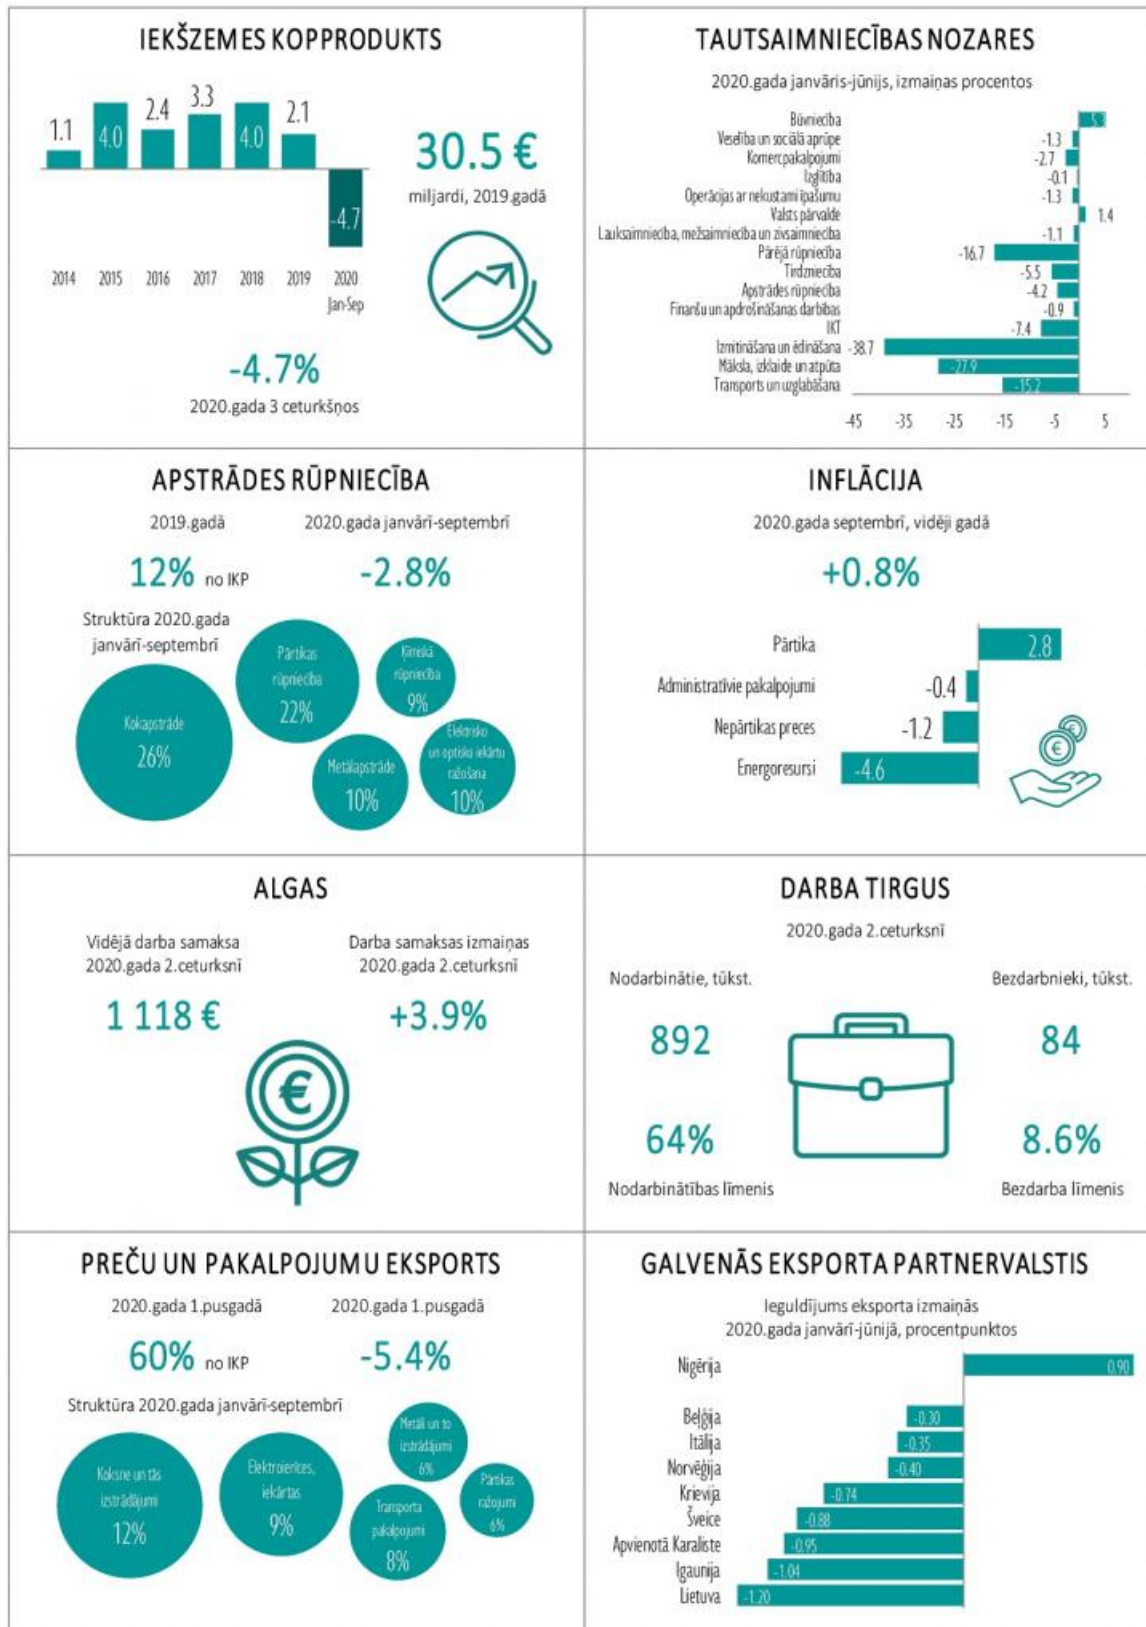 IEKŠZEMES KOPPRODUKTS
1.1
4.0
2.4
3.3
4.0
2.1
-4.7
2014 2015 2016 2017 2018 2019 2020
Jan-Sep
30.5 €
miljardi, 2019.gadā
-4.7%
2020.gada 3 ceturkšņos
TAUTSAIMNIECĪBAS NOZARES
2020.gada janvāris-jūnijs, izmaiņas procentos
Būvniecība 5.3
Veselība un sociālā aprūpe -1.3
Komercpakalpojumi -2.7
Izglītība -0.1
Operācijas ar nekustamī īpašumu -1.3
Valsts pārvalde 1.4
Lauksaimniecība, mežsaimniecība un zivsaimniecība -1.1
Pārējā rūpniecība -16.7
Tirdzniecība -5.5
Apstrādes rūpniecība -4.2
Finanšu un apdrošināšanas darbības -0.9
IKT -7.4
Izmitināšana un ēdināšana -38.7
Māksla, izklaide un atpūta -27.9
Transports un uzglabāšana -15.2
-45 -35 -25 -15 -5 5
APSTRĀDES RŪPNIECĪBA
2019.gadā
12% no IKP
2020.gada janvārī-septembrī
-2.8%
Struktūra 2020.gada
janvārī-septembrī
Kokapstrāde
26%
Pārtikas
rūpniecība
22%
Ķīmiskā
rūpniecība
9%
Metālapstrāde
10%
Elektrisko
un optisko iekārtu
ražošana
10%
INFLĀCIJA
2020.gada septembrī, vidēji gadā
+0.8%
Pārtika 2.8
Administratīvie pakalpojumi -0.4
Nepārtikas preces -1.2
Energoresursi -4.6
€
ALGAS
Vidējā darba samaksa
2020.gada 2.ceturksnī
1 118 €
Darba samaksas izmaiņas
2020.gada 2.ceturksnī
+3.9%
€
DARBA TIRGUS
2020.gada 2.ceturksnī
Nodarbinātie, tūkst.
892
64%
Nodarbinātības līmenis
Bezdarbnieki, tūkst.
84
8.6%
Bezdarba līmenis
PREČU UN PAKALPOJUMU EKSPORTS
2020.gada 1.pusgadā
60% no IKP
2020.gada 1.pusgadā
-5.4%
Struktūra 2020.gada janvārī-septembrī
Koksne un tās
izstrādājumi
12%
Elektroierīces,
iekārtas
9%
Metāli un to
izstrādājumi
6%
Transporta
pakalpojumi
8%
Pārtikas
ražojumi
6%
GALVENĀS EKSPORTA PARTNERVALSTIS
Ieguldījums eksporta izmaiņās
2020.gada janvārī-jūnijā, procentpunktos
Nigērija 0.90
Beļģija -0.30
Itālija -0.35
Norvēģija -0.40
Krievija -0.74
Šveice -0.88
Apvienotā Karaliste -0.95
Igaunija -1.04
Lietuva -1.20